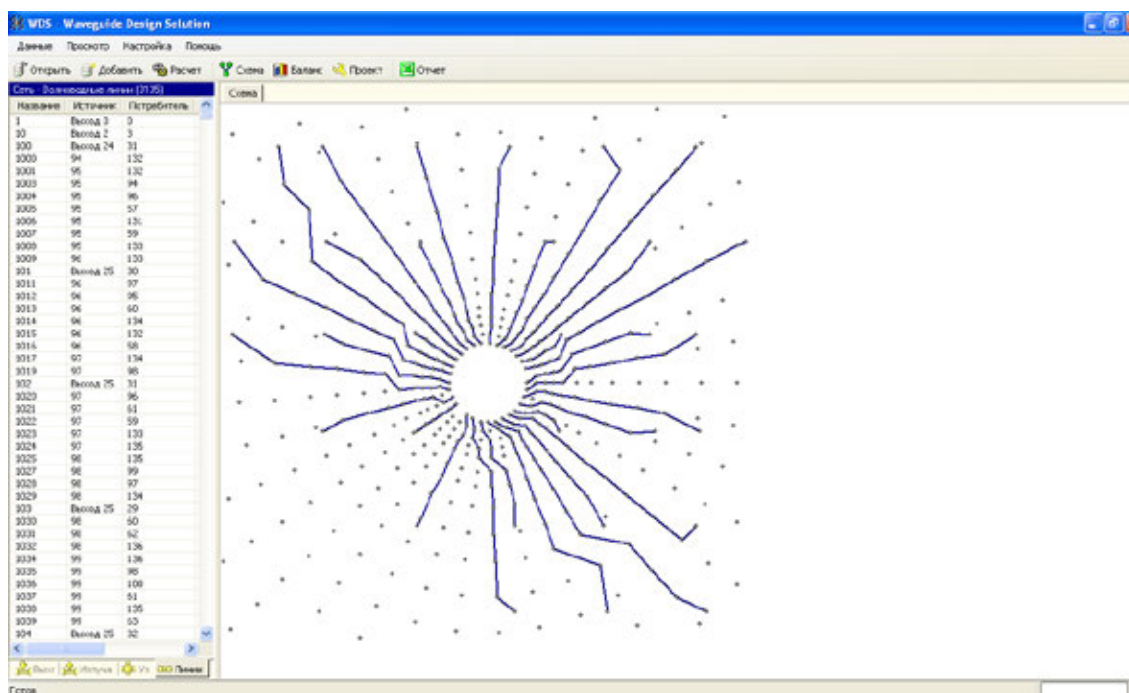 WDS - Waveguide Design Solution
Данные Просмотр Настройка Помощь
Открыть Добавить Расчет Схема Баланс Проект Отчет
Сеть - Волноводные линии (3135)
Схема
Название Источник Потребитель
1 Выход 3 3
10 Выход 2 3
100 Выход 24 31
1000 94 132
1001 95 132
1003 95 94
1004 95 96
1005 95 57
1006 95 131
1007 95 59
1008 95 133
1009 96 133
101 Выход 25 30
1011 96 97
1012 96 95
1013 96 60
1014 96 134
1015 96 132
1016 96 58
1017 97 134
1019 97 98
102 Выход 25 31
1020 97 96
1021 97 61
1022 97 59
1023 97 133
1024 97 135
1025 98 135
1027 98 99
1028 98 97
1029 98 134
103 Выход 25 29
1030 98 60
1031 98 62
1032 98 136
1034 99 136
1035 99 98
1036 99 100
1037 99 61
1038 99 135
1039 99 63
104 Выход 25 32
Линии
Готов